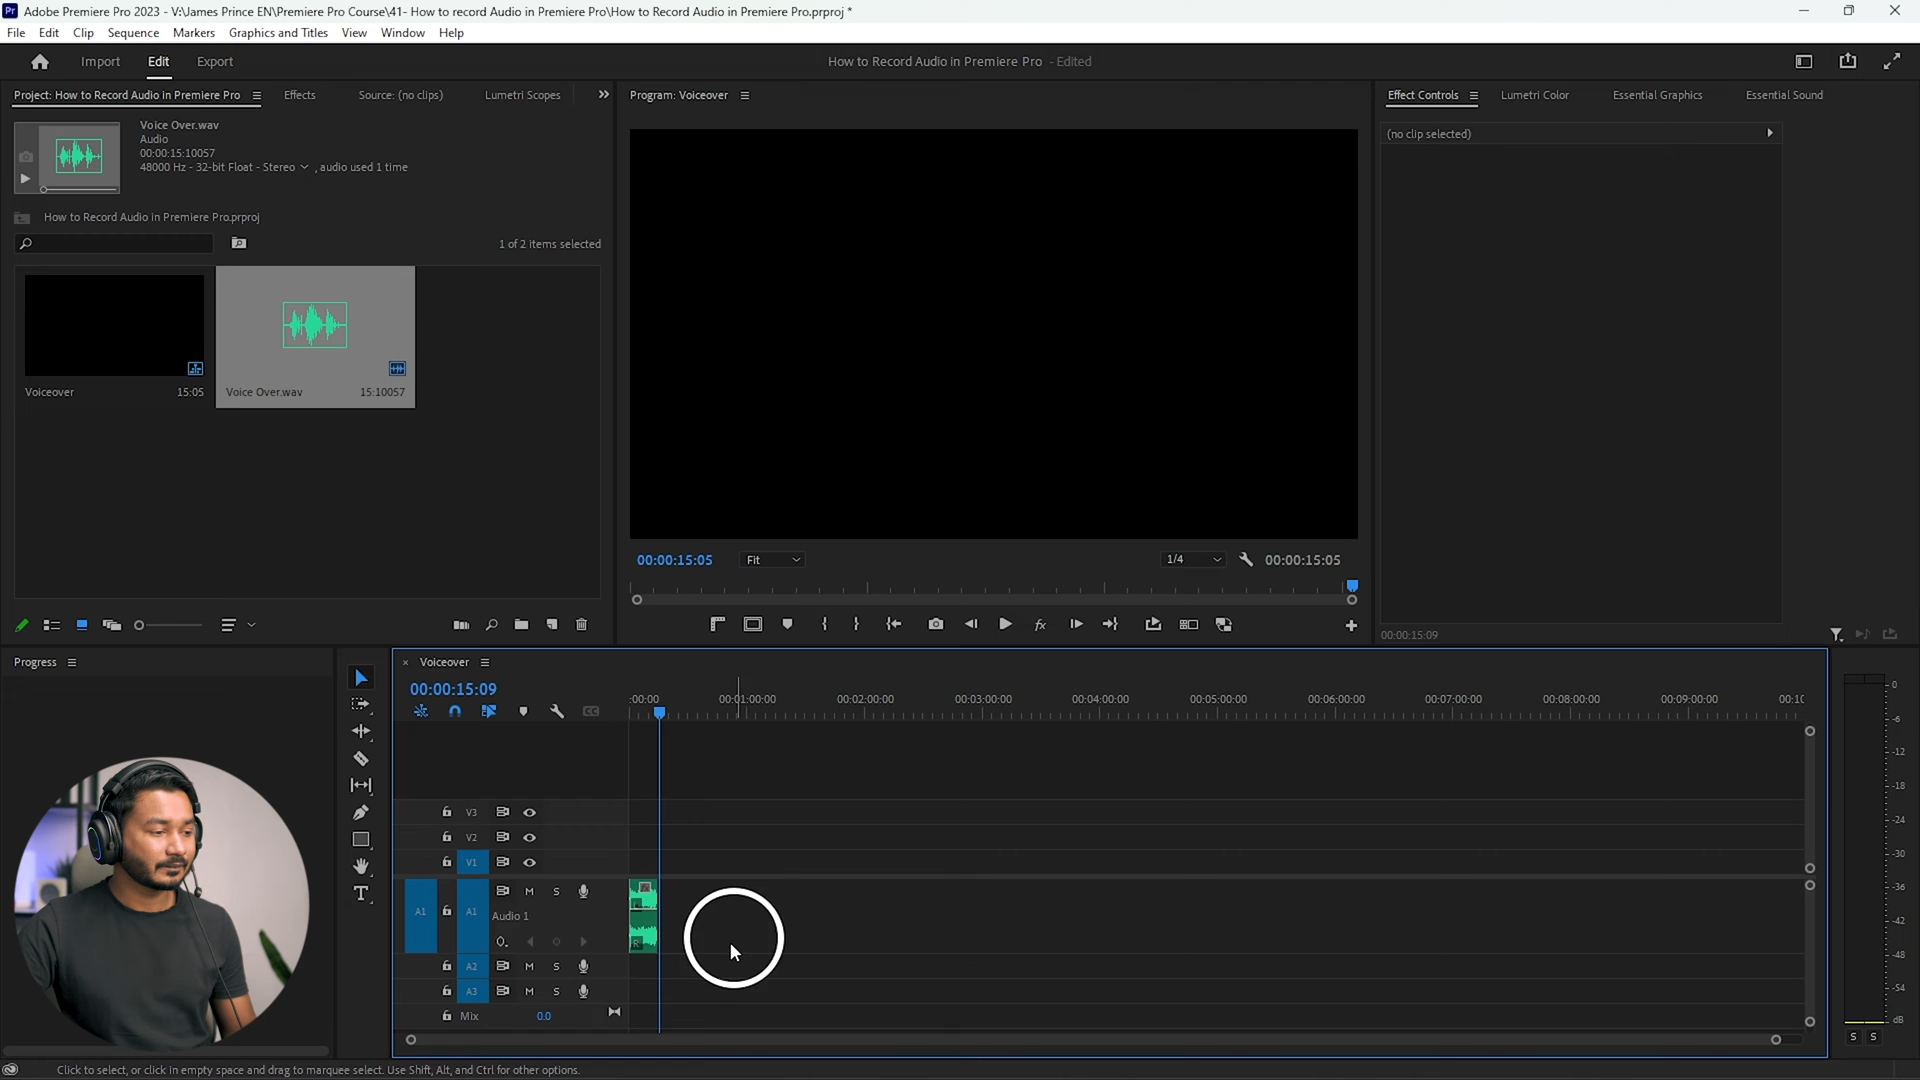 Pr Adobe Premiere Pro 2023 - V:\James Prince EN\Premiere Pro Course\41- How to record Audio in Premiere Pro\How to Record Audio in Premiere Pro.prproj *
File Edit Clip Sequence Markers Graphics and Titles View Window Help
Import Edit Export
How to Record Audio in Premiere Pro - Edited
Project: How to Record Audio in Premiere Pro Effects Source: (no clips) Lumetri Scopes
Program: Voiceover
Effect Controls Lumetri Color Essential Graphics Essential Sound
Voice Over.wav
Audio
00:00:15:10057
48000 Hz - 32-bit Float - Stereo , audio used 1 time
(no clip selected)
How to Record Audio in Premiere Pro.prproj
1 of 2 items selected
Voiceover 15:05
Voice Over.wav 15:10057
00:00:15:05 Fit 1/4 00:00:15:05
fx
00:00:15:09
Progress
× Voiceover
00:00:15:09
:00:00 00:01:00:00 00:02:00:00 00:03:00:00 00:04:00:00 00:05:00:00 00:06:00:00 00:07:00:00 00:08:00:00 00:09:00:00 00:10
CC
V3
V2
V1
A1 A1 M S
Audio 1
R
A2 M S
A3 M S
Mix 0.0
T
0
-6
-12
-18
-24
-30
-36
-42
-48
-54
dB
S S
Click to select, or click in empty space and drag to marquee select. Use Shift, Alt, and Ctrl for other options.